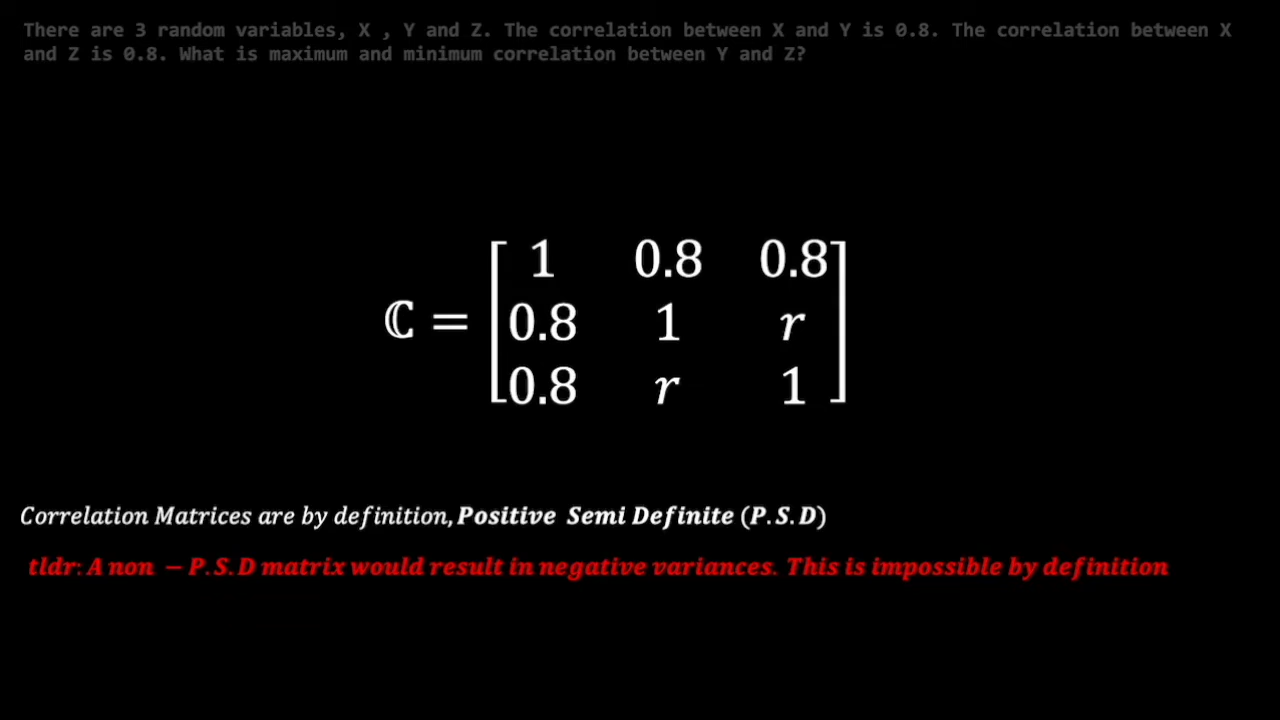 There are 3 random variables, X , Y and Z. The correlation between X and Y is 0.8. The correlation between X
and Z is 0.8. What is maximum and minimum correlation between Y and Z?
1 0.8 0.8
ℂ = 0.8 1 r
0.8 r 1
Correlation Matrices are by definition, Positive Semi Definite (P.S.D)
tldr: A non − P.S.D matrix would result in negative variances. This is impossible by definition